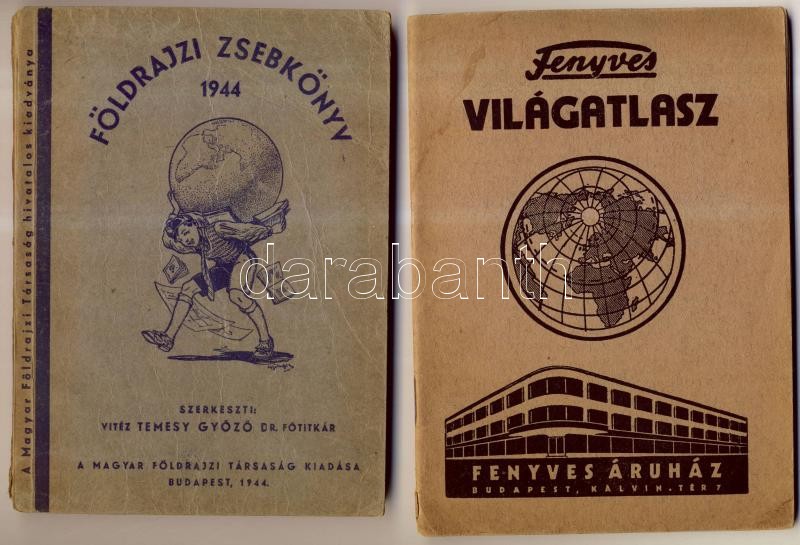 A Magyar Földrajzi Társaság hivatalos kiadványa
FÖLDRAJZI ZSEBKÖNYV
1944
SZERKESZTI:
VITÉZ TEMESY GYŐZŐ DR. FŐTITKÁR
A MAGYAR FÖLDRAJZI TÁRSASÁG KIADÁSA
BUDAPEST, 1944.
Fenyves
VILÁGATLASZ
FENYVES ÁRUHÁZ
BUDAPEST, KÁLVIN-TÉR 7
darabanth